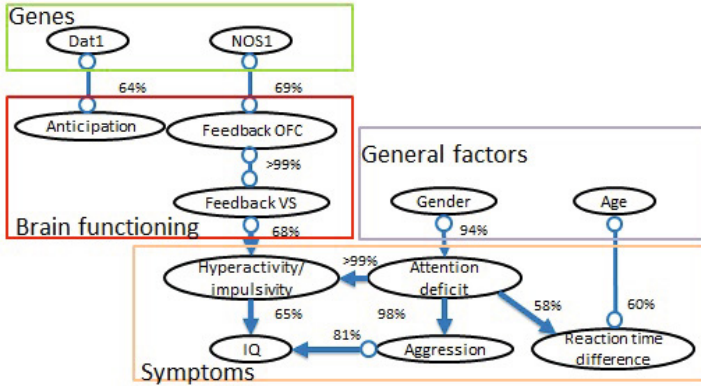 Genes
Dat1
NOS1
64%
69%
Anticipation
Feedback OFC
>99%
General factors
Feedback VS
Gender
Age
Brain functioning
68%
94%
Hyperactivity/
impulsivity
>99%
Attention
deficit
65%
98%
58%
60%
81%
IQ
Aggression
Reaction time
difference
Symptoms